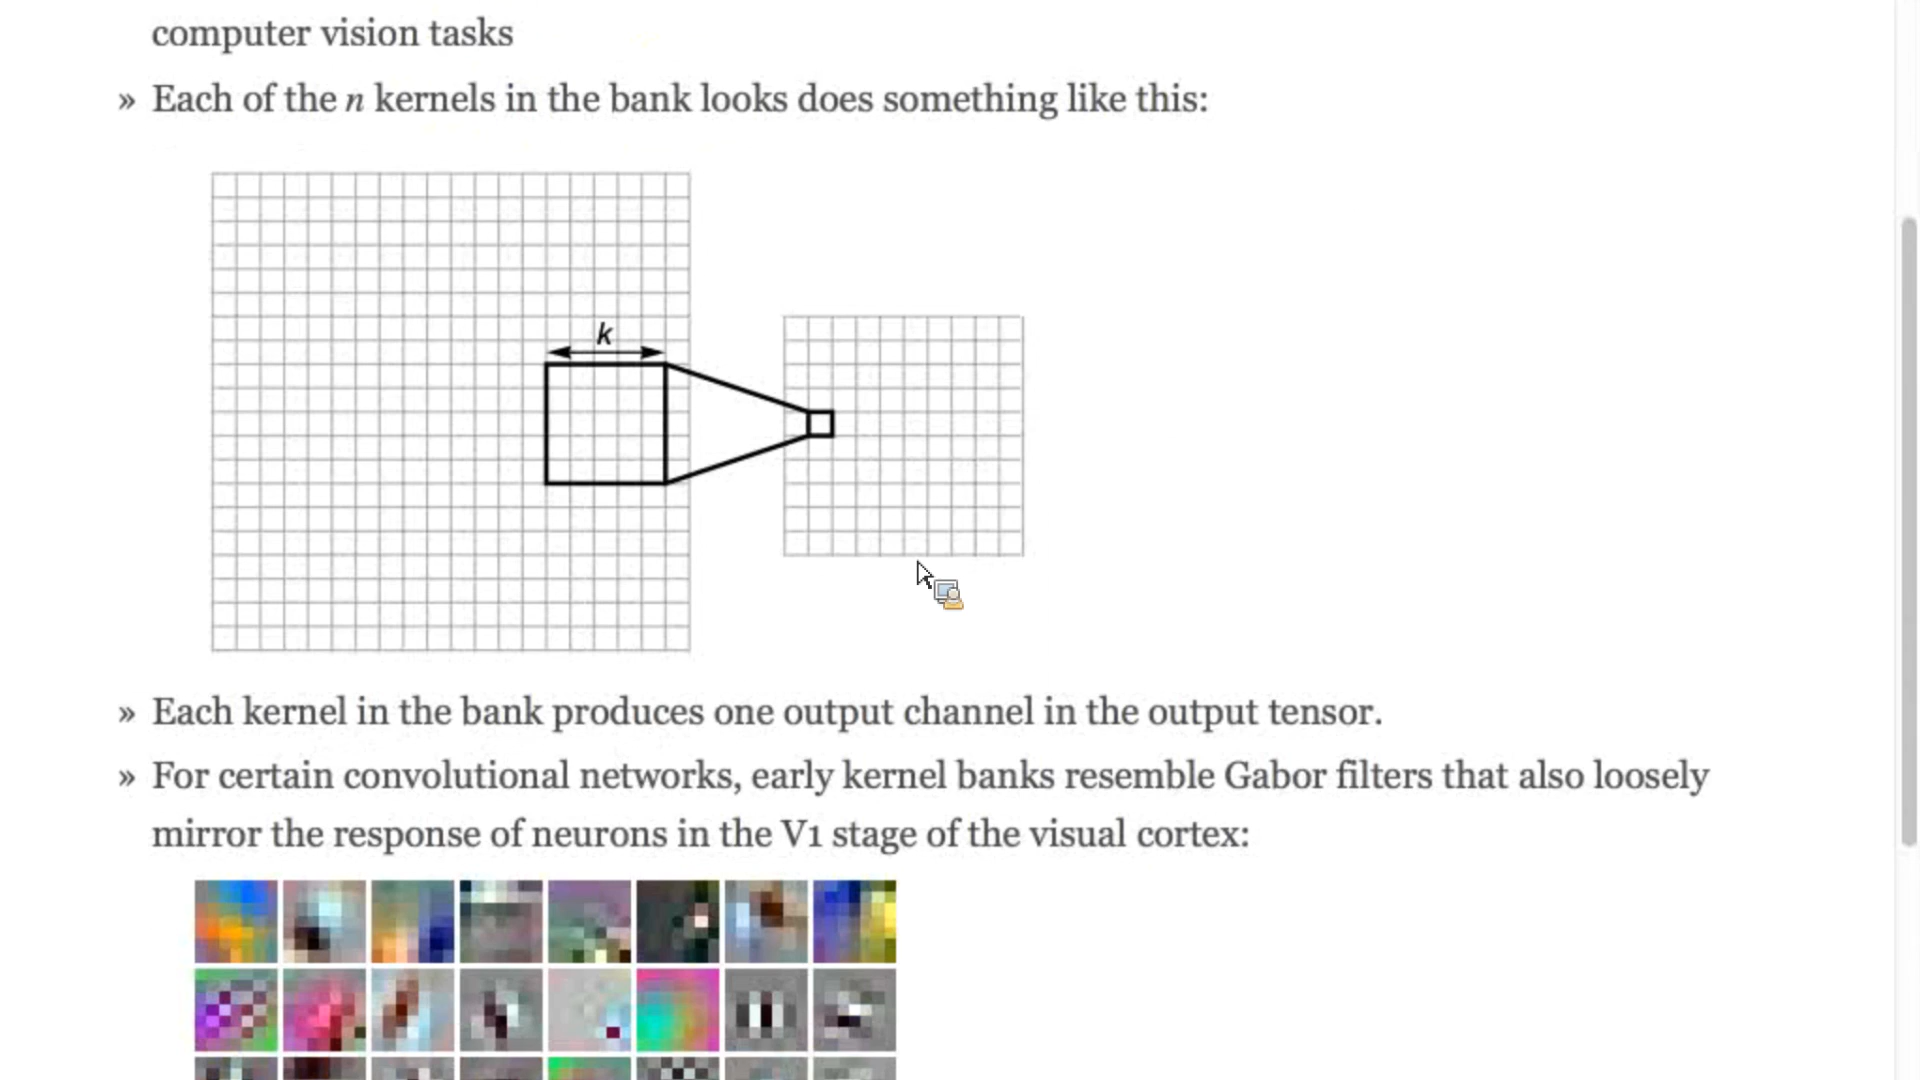 computer vision tasks
» Each of the n kernels in the bank looks does something like this:
k
» Each kernel in the bank produces one output channel in the output tensor.
» For certain convolutional networks, early kernel banks resemble Gabor filters that also loosely
mirror the response of neurons in the V1 stage of the visual cortex: